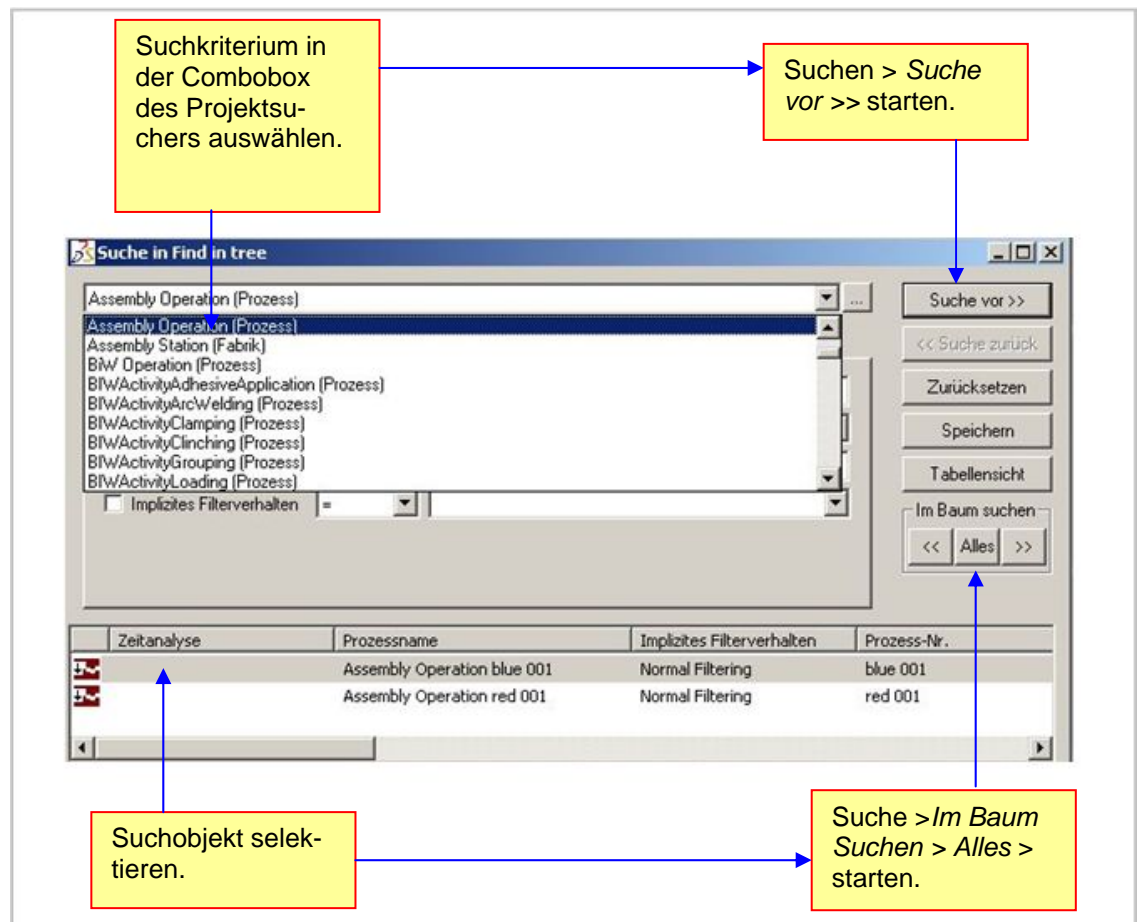 Suchkriterium in
der Combobox
des Projektsu-
chers auswählen.
Suchen > Suche
vor >> starten.
Suche in Find in tree
Assembly Operation (Prozess)
...
Suche vor >>
Assembly Operation (Prozess)
Assembly Station (Fabrik)
BiW Operation (Prozess)
BIWActivityAdhesiveApplication (Prozess)
BIWActivityArcWelding (Prozess)
BIWActivityClamping (Prozess)
BIWActivityClinching (Prozess)
BIWActivityGrouping (Prozess)
BIWActivityLoading (Prozess)
<< Suche zurück
Zurücksetzen
Speichern
Tabellensicht
Implizites Filterverhalten =
Im Baum suchen
<< Alles >>
Zeitanalyse Prozessname Implizites Filterverhalten Prozess-Nr.
Assembly Operation blue 001 Normal Filtering blue 001
Assembly Operation red 001 Normal Filtering red 001
Suchobjekt selek-
tieren.
Suche >Im Baum
Suchen > Alles >
starten.